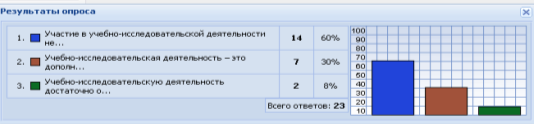 Результаты опроса
1. Участие в учебно-исследовательской деятельности не... 14 60%
2. Учебно-исследовательская деятельность – это дополн... 7 30%
3. Учебно-исследовательскую деятельность достаточно о... 2 8%
Всего ответов: 23
100
90
80
70
60
50
40
30
20
10